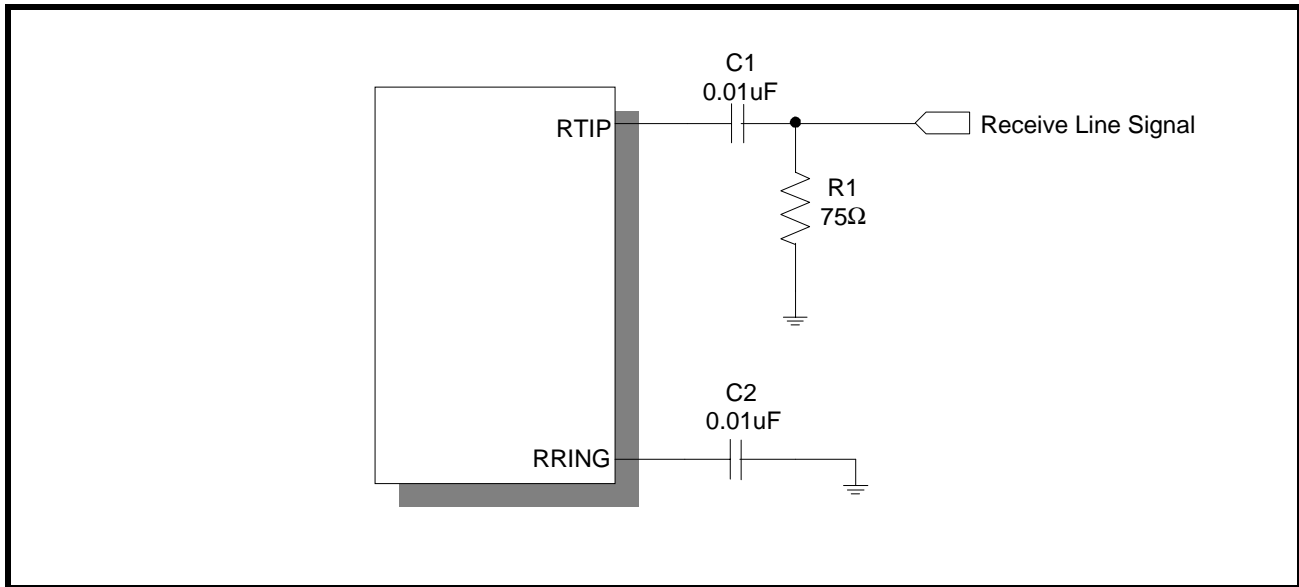 C1
0.01uF
RTIP
Receive Line Signal
R1
75Ω
C2
0.01uF
RRING